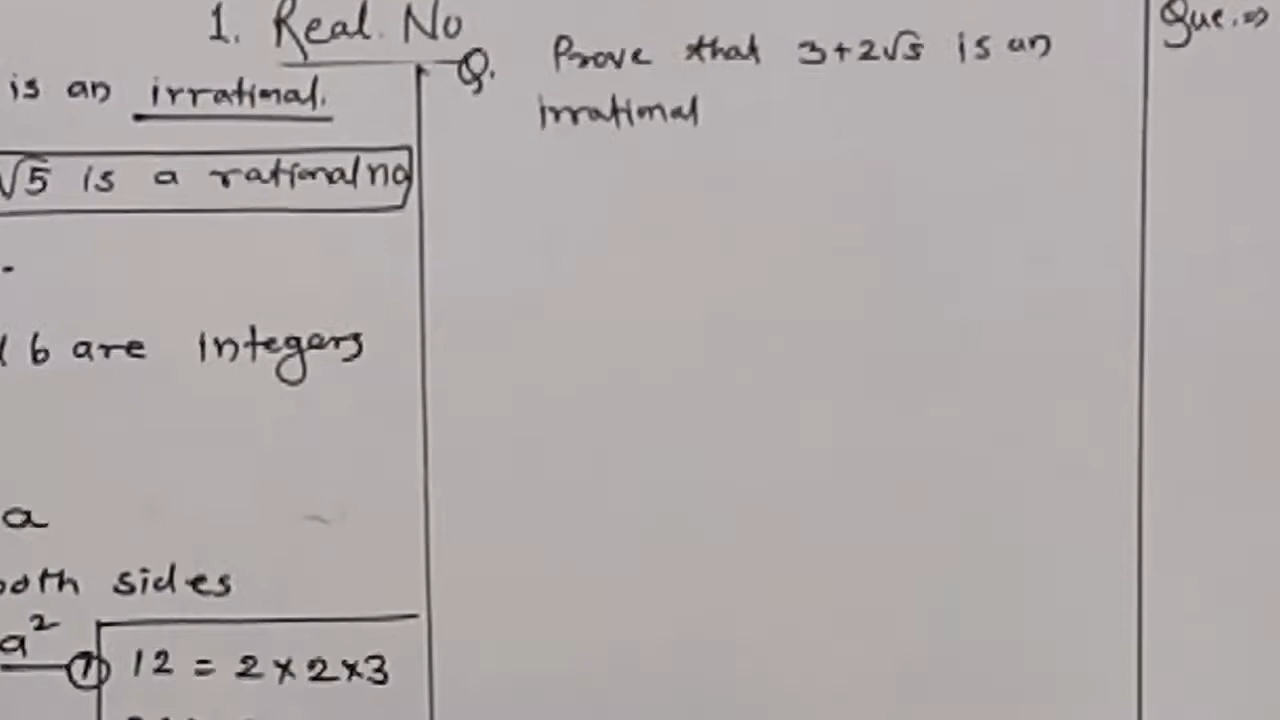 1. Real. No
is an irrational.
√5 is a rational no
6 are integers
a
both sides
a² ① 12 = 2×2×3
Q. Prove that 3+2√5 is an
irrational
Que.⇒